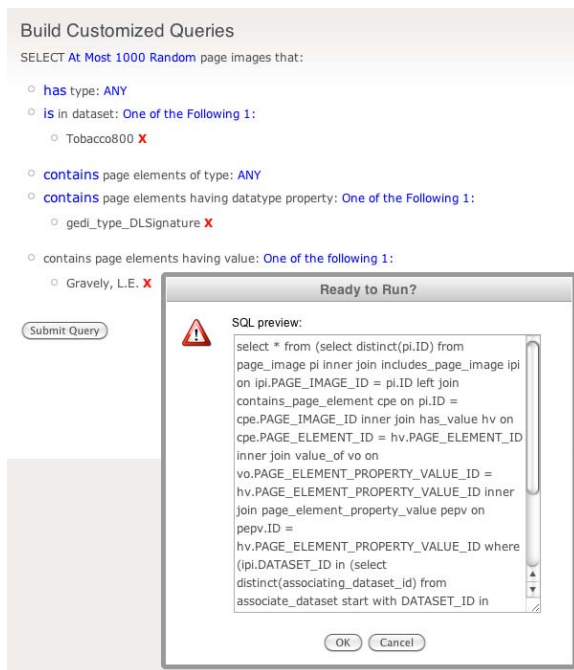 Build Customized Queries
SELECT At Most 1000 Random page images that:
has type: ANY
is in dataset: One of the Following 1:
Tobacco800 X
contains page elements of type: ANY
contains page elements having datatype property: One of the Following 1:
gedi_type_DLSignature X
contains page elements having value: One of the following 1:
Gravely, L.E. X
Submit Query
Ready to Run?
SQL preview:
select * from (select distinct(pi.ID) from
page_image pi inner join includes_page_image ipi
on ipi.PAGE_IMAGE_ID = pi.ID left join
contains_page_element cpe on pi.ID =
cpe.PAGE_IMAGE_ID inner join has_value hv on
cpe.PAGE_ELEMENT_ID = hv.PAGE_ELEMENT_ID
inner join value_of vo on
vo.PAGE_ELEMENT_PROPERTY_VALUE_ID =
hv.PAGE_ELEMENT_PROPERTY_VALUE_ID inner
join page_element_property_value pepv on
pepv.ID =
hv.PAGE_ELEMENT_PROPERTY_VALUE_ID where
(ipi.DATASET_ID in (select
distinct(associating_dataset_id) from
associate_dataset start with DATASET_ID in
OK Cancel